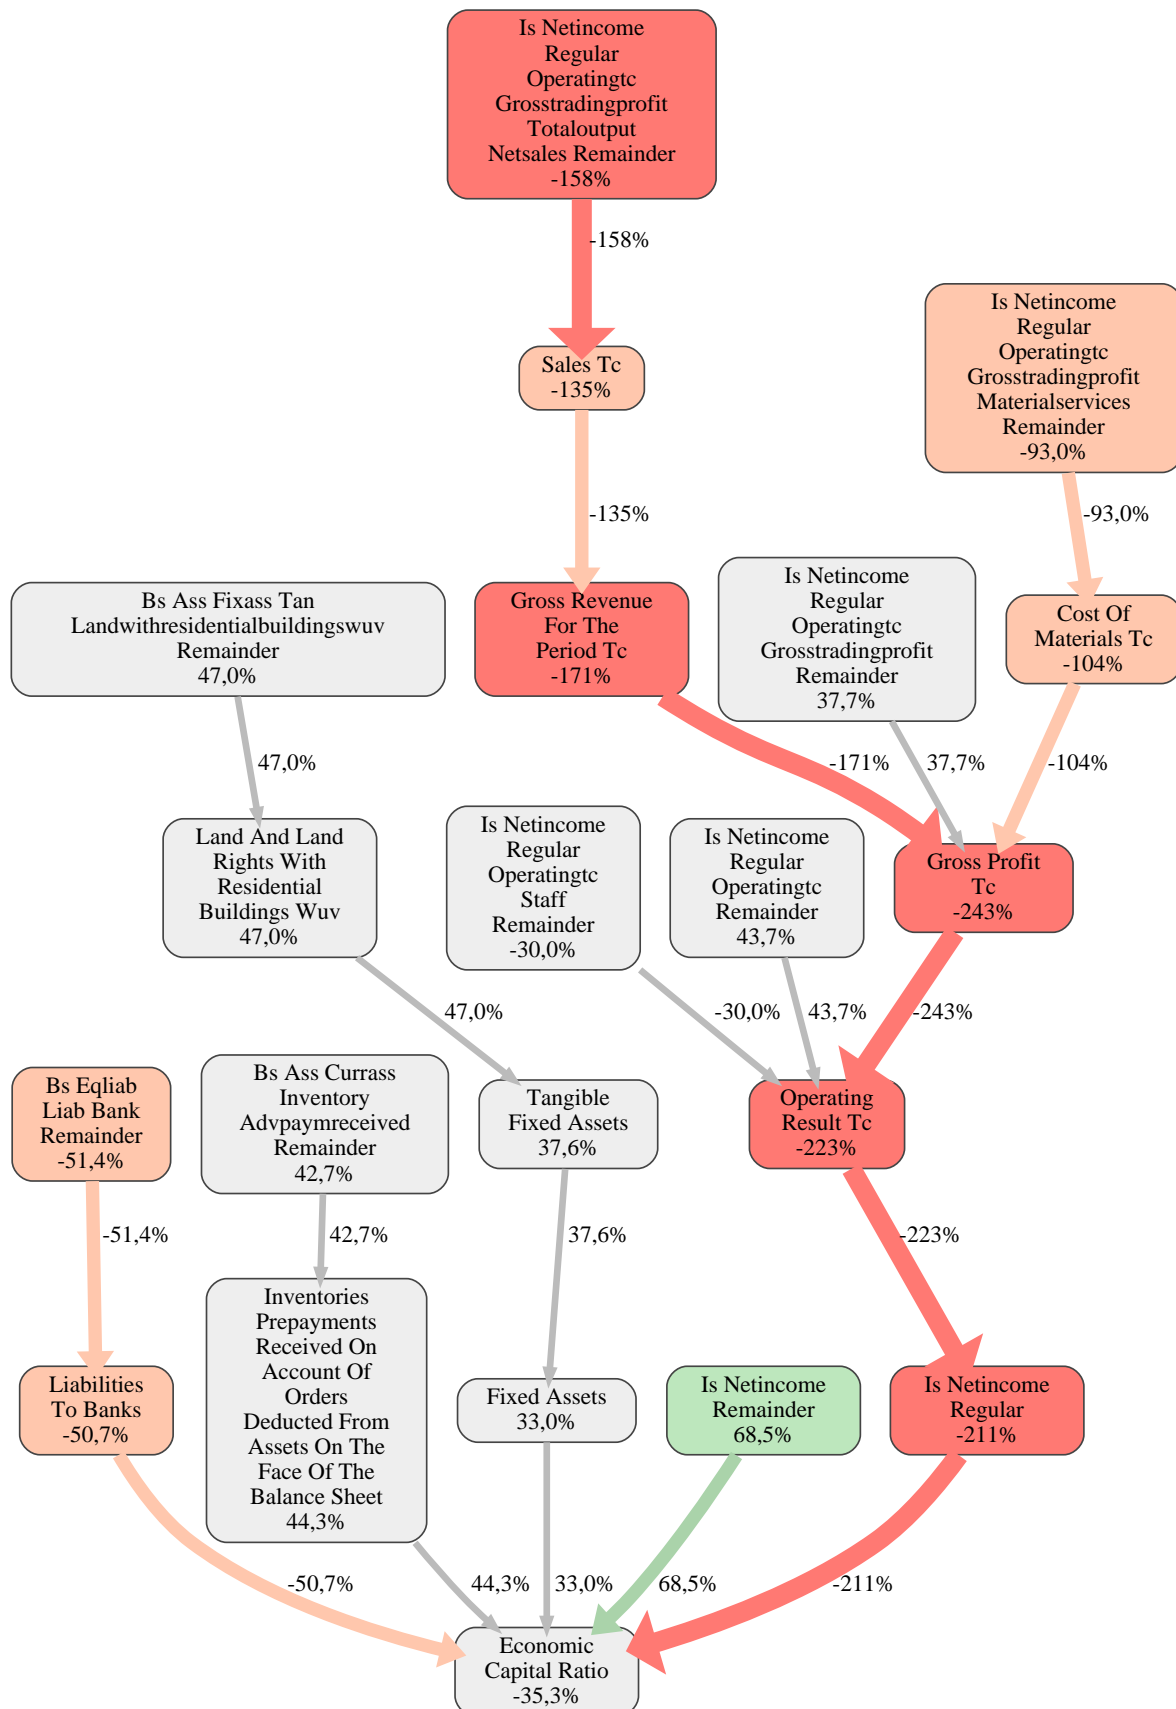 Is Netincome
Regular
Operatingtc
Grosstradingprofit
Totaloutput
Netsales Remainder
-158%
-158%
Is Netincome
Regular
Operatingtc
Grosstradingprofit
Materialservices
Remainder
-93,0%
Sales Tc
-135%
-135%
-93,0%
Bs Ass Fixass Tan
Landwithresidentialbuildingswuv
Remainder
47,0%
Gross Revenue
For The
Period Tc
-171%
Is Netincome
Regular
Operatingtc
Grosstradingprofit
Remainder
37,7%
Cost Of
Materials Tc
-104%
47,0%
-171%
37,7%
-104%
Land And Land
Rights With
Residential
Buildings Wuv
47,0%
Is Netincome
Regular
Operatingtc
Staff
Remainder
-30,0%
Is Netincome
Regular
Operatingtc
Remainder
43,7%
Gross Profit
Tc
-243%
47,0%
-30,0%
43,7%
-243%
Bs Eqliab
Liab Bank
Remainder
-51,4%
Bs Ass Currass
Inventory
Advpaymreceived
Remainder
42,7%
Tangible
Fixed Assets
37,6%
Operating
Result Tc
-223%
-51,4%
42,7%
37,6%
-223%
Liabilities
To Banks
-50,7%
Inventories
Prepayments
Received On
Account Of
Orders
Deducted From
Assets On The
Face Of The
Balance Sheet
44,3%
Fixed Assets
33,0%
Is Netincome
Remainder
68,5%
Is Netincome
Regular
-211%
-50,7%
44,3%
33,0%
68,5%
-211%
Economic
Capital Ratio
-35,3%